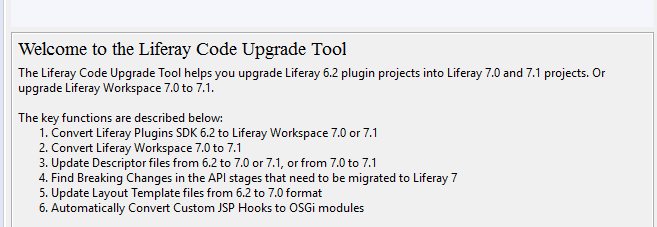 Welcome to the Liferay Code Upgrade Tool
The Liferay Code Upgrade Tool helps you upgrade Liferay 6.2 plugin projects into Liferay 7.0 and 7.1 projects. Or
upgrade Liferay Workspace 7.0 to 7.1.
The key functions are described below:
1. Convert Liferay Plugins SDK 6.2 to Liferay Workspace 7.0 or 7.1
2. Convert Liferay Workspace 7.0 to 7.1
3. Update Descriptor files from 6.2 to 7.0 or 7.1, or from 7.0 to 7.1
4. Find Breaking Changes in the API stages that need to be migrated to Liferay 7
5. Update Layout Template files from 6.2 to 7.0 format
6. Automatically Convert Custom JSP Hooks to OSGi modules